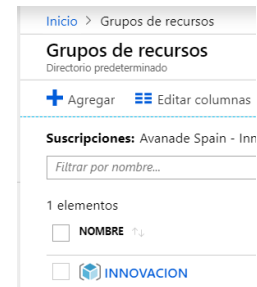 Inicio > Grupos de recursos
Grupos de recursos
Directorio predeterminado
Agregar Editar columnas
Suscripciones: Avanade Spain - Inn
Filtrar por nombre...
1 elementos
NOMBRE ↑↓
INNOVACION